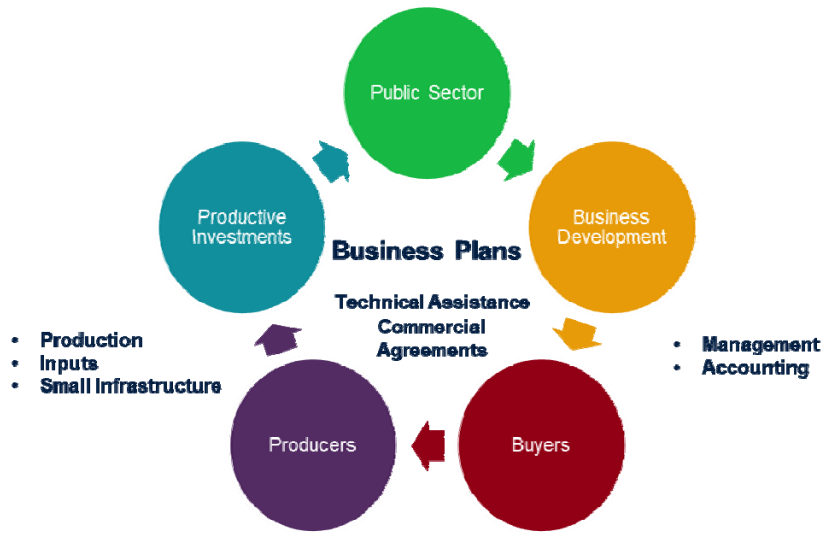 Public Sector
Productive
Investments
Business
Development
Business Plans
Technical Assistance
Commercial
Agreements
• Production
• Inputs
• Small Infrastructure
• Management
• Accounting
Producers
Buyers